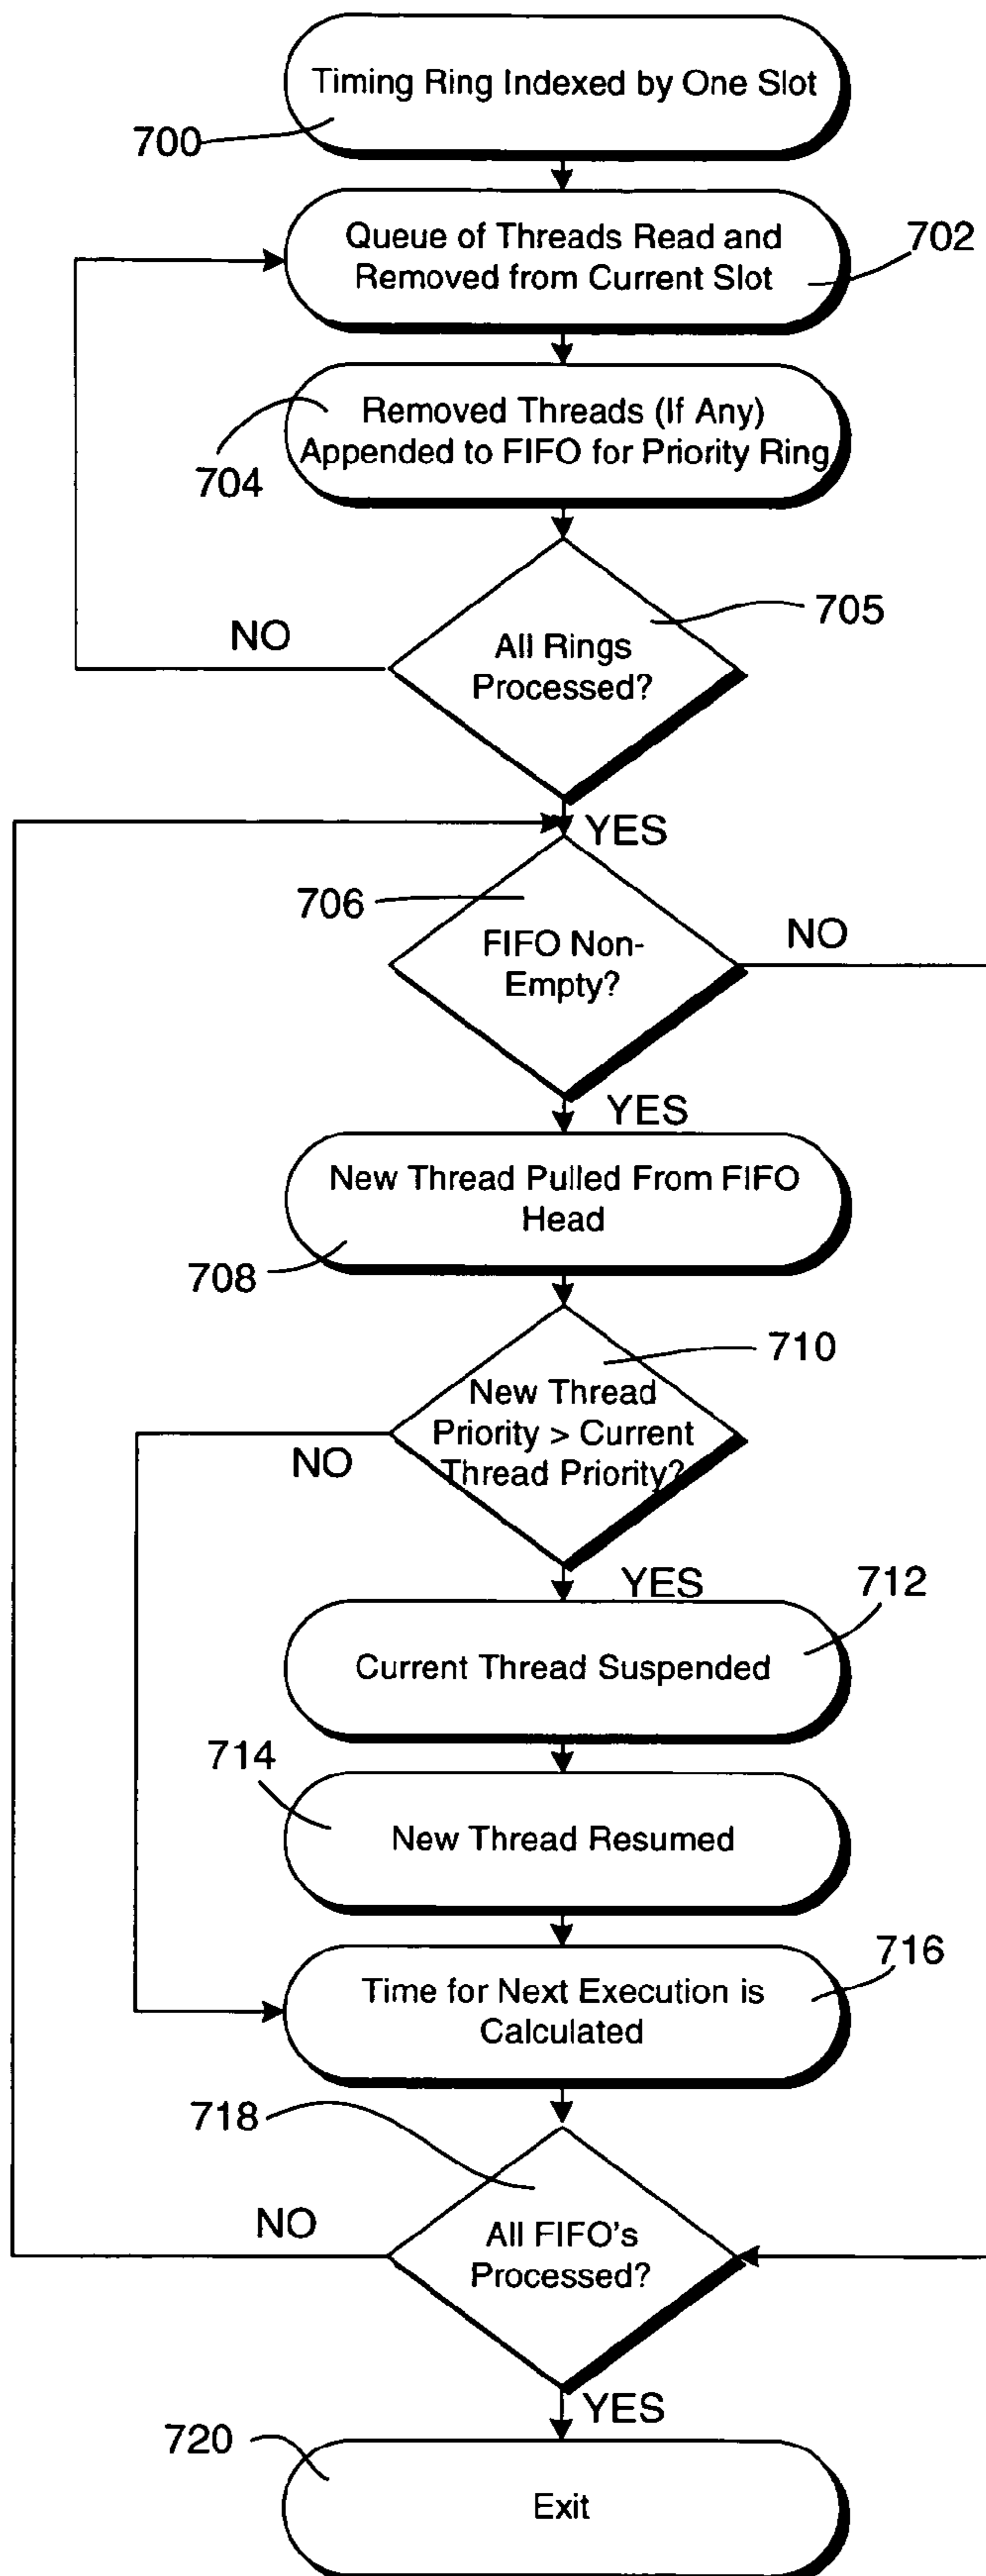 Timing Ring Indexed by One Slot
700
Queue of Threads Read and
Removed from Current Slot
702
Removed Threads (If Any)
Appended to FIFO for Priority Ring
704
705
All Rings
Processed?
NO
YES
706
FIFO Non-
Empty?
NO
YES
New Thread Pulled From FIFO
Head
708
710
New Thread
Priority > Current
Thread Priority?
NO
YES
712
Current Thread Suspended
714
New Thread Resumed
716
Time for Next Execution is
Calculated
718
All FIFO's
Processed?
NO
YES
720
Exit